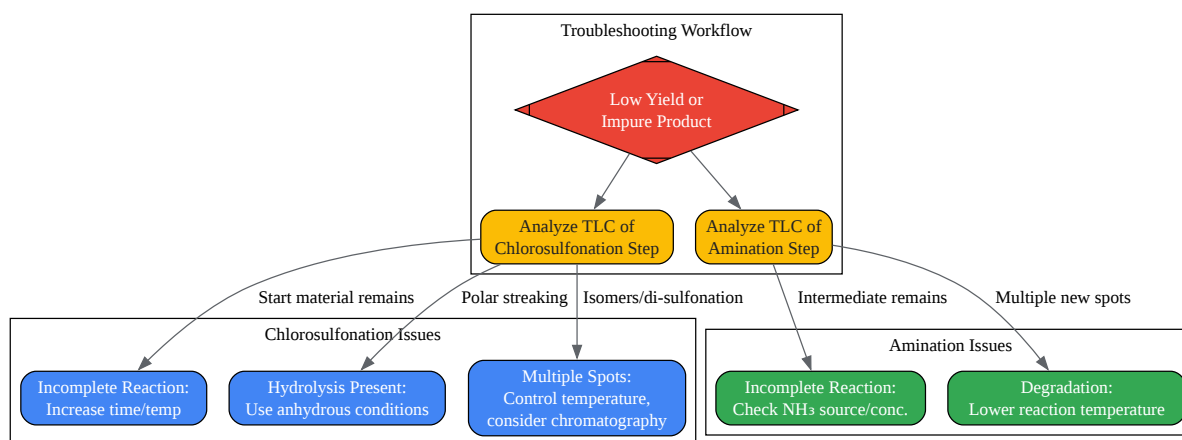 Troubleshooting Workflow
Low Yield or
Impure Product
Analyze TLC of
Chlorosulfonation Step
Analyze TLC of
Amination Step
Start material remains
Polar streaking
Isomers/di-sulfonation
Intermediate remains
Multiple new spots
Chlorosulfonation Issues
Amination Issues
Incomplete Reaction:
Increase time/temp
Hydrolysis Present:
Use anhydrous conditions
Multiple Spots:
Control temperature,
consider chromatography
Incomplete Reaction:
Check NH₃ source/conc.
Degradation:
Lower reaction temperature